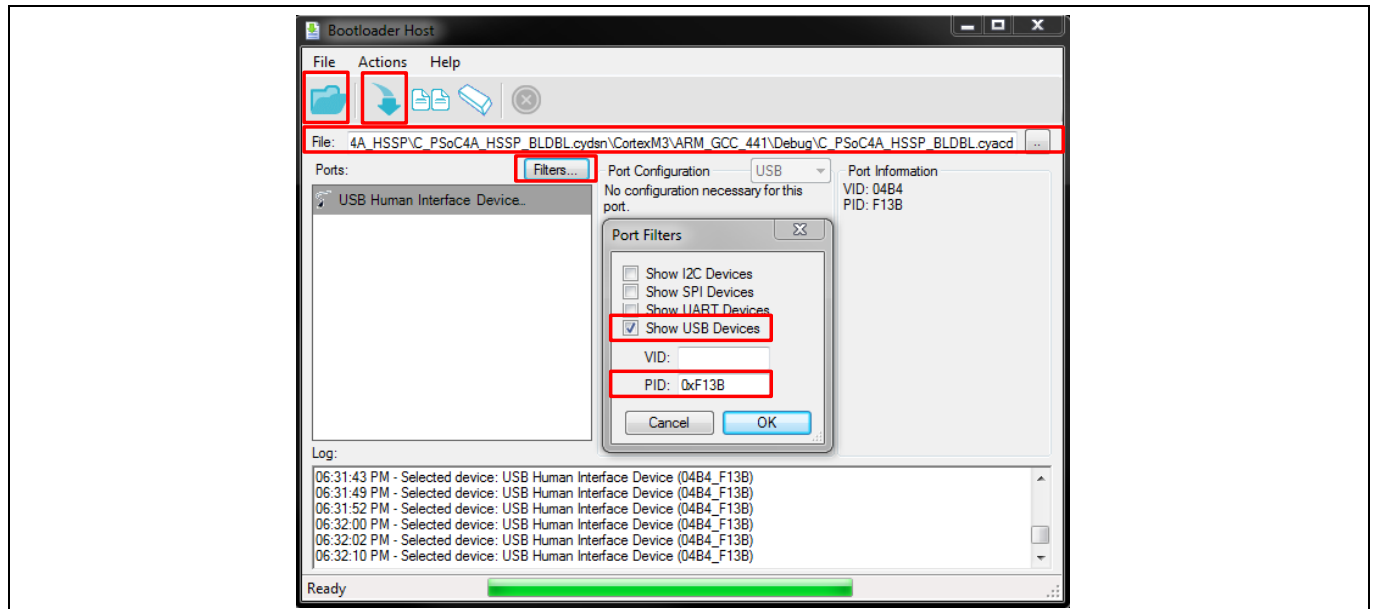 Bootloader Host
File Actions Help
File: 4A_HSSP\C_PSoC4A_HSSP_BLDBL.cydsn\CortexM3\ARM_GCC_441\Debug\C_PSoC4A_HSSP_BLDBL.cyacd ..
Ports: Filters...
USB Human Interface Device..
Port Configuration USB
No configuration necessary for this
port.
Port Information
VID: 04B4
PID: F13B
Port Filters
Show I2C Devices
Show SPI Devices
Show UART Devices
Show USB Devices
VID:
PID: 0xF13B
Cancel OK
Log:
06:31:43 PM - Selected device: USB Human Interface Device (04B4_F13B)
06:31:49 PM - Selected device: USB Human Interface Device (04B4_F13B)
06:31:52 PM - Selected device: USB Human Interface Device (04B4_F13B)
06:32:00 PM - Selected device: USB Human Interface Device (04B4_F13B)
06:32:02 PM - Selected device: USB Human Interface Device (04B4_F13B)
06:32:10 PM - Selected device: USB Human Interface Device (04B4_F13B)
Ready